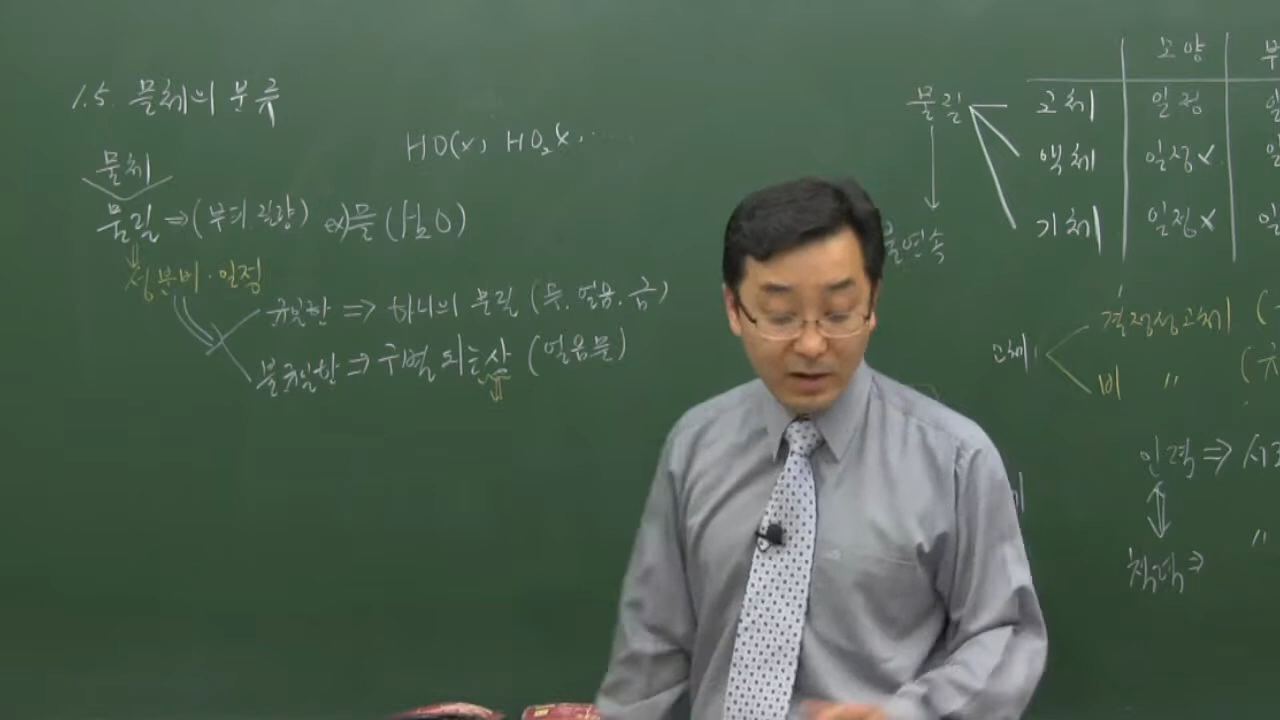 1.5. 물체의 분류
HO(x), HO₂x, ....
물체
물질 ⇒ (부피 질량) ex) 물 (H₂O)
성분비·일정
균일한 ⇒ 하나의 물질 (물, 얼음, 금)
불균일한 ⇒ 구별 되는 상 (얼음물)
모양
물질
고체 일정
액체 일정x
기체 일정x
불연속
고체
결정성고체 (
비 〃 (
인력 ⇒
척력 ⇒ 〃